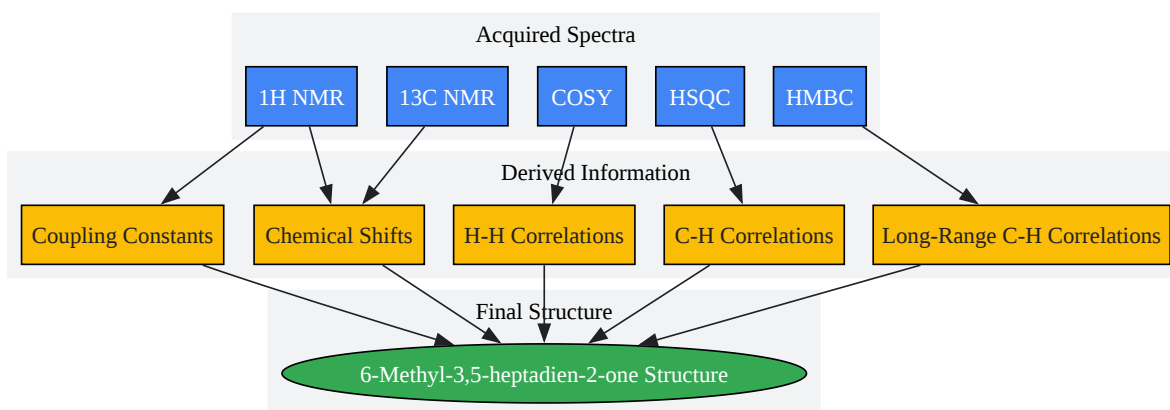 Acquired Spectra
1H NMR
13C NMR
COSY
HSQC
HMBC
Derived Information
Coupling Constants
Chemical Shifts
H-H Correlations
C-H Correlations
Long-Range C-H Correlations
Final Structure
6-Methyl-3,5-heptadien-2-one Structure